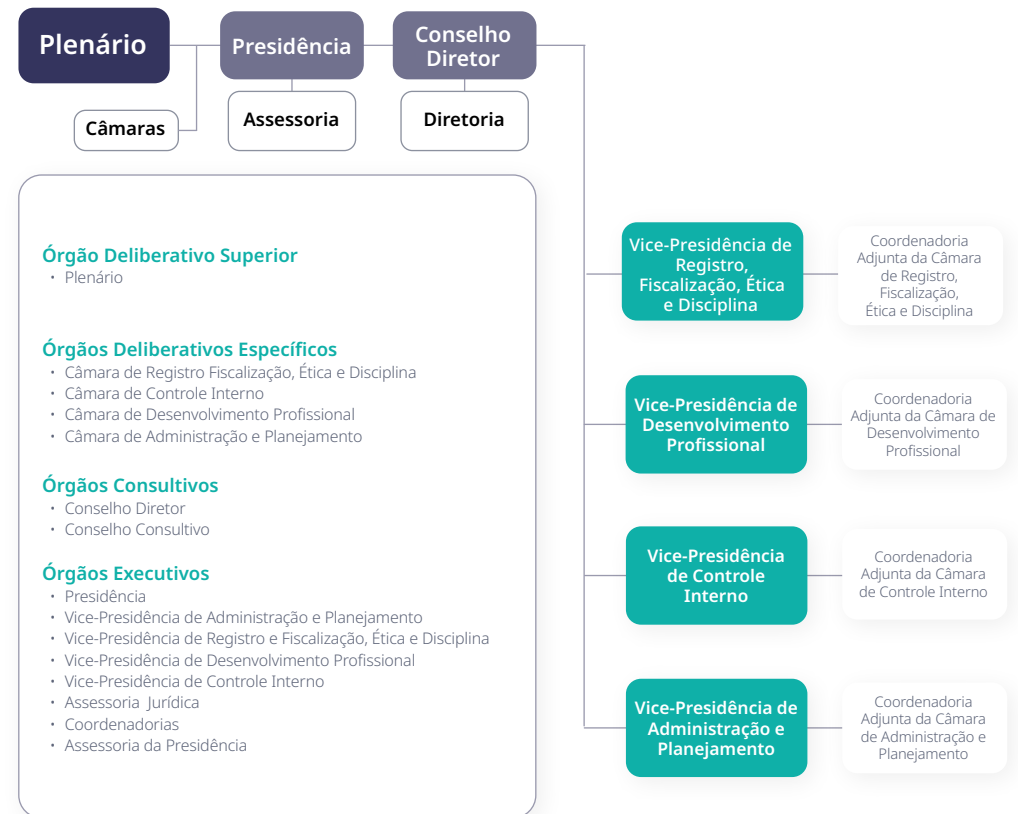 Plenário
Presidência
Conselho
Diretor
Câmaras
Assessoria
Diretoria
Órgão Deliberativo Superior
• Plenário
Órgãos Deliberativos Específicos
• Câmara de Registro Fiscalização, Ética e Disciplina
• Câmara de Controle Interno
• Câmara de Desenvolvimento Profissional
• Câmara de Administração e Planejamento
Órgãos Consultivos
• Conselho Diretor
• Conselho Consultivo
Órgãos Executivos
• Presidência
• Vice-Presidência de Administração e Planejamento
• Vice-Presidência de Registro e Fiscalização, Ética e Disciplina
• Vice-Presidência de Desenvolvimento Profissional
• Vice-Presidência de Controle Interno
• Assessoria Jurídica
• Coordenadorias
• Assessoria da Presidência
Vice-Presidência de
Registro,
Fiscalização, Ética
e Disciplina
Coordenadoria
Adjunta da Câmara
de Registro,
Fiscalização,
Ética e Disciplina
Vice-Presidência de
Desenvolvimento
Profissional
Coordenadoria
Adjunta da Câmara de
Desenvolvimento
Profissional
Vice-Presidência
de Controle
Interno
Coordenadoria
Adjunta da Câmara
de Controle Interno
Vice-Presidência de
Administração e
Planejamento
Coordenadoria
Adjunta da Câmara
de Administração e
Planejamento